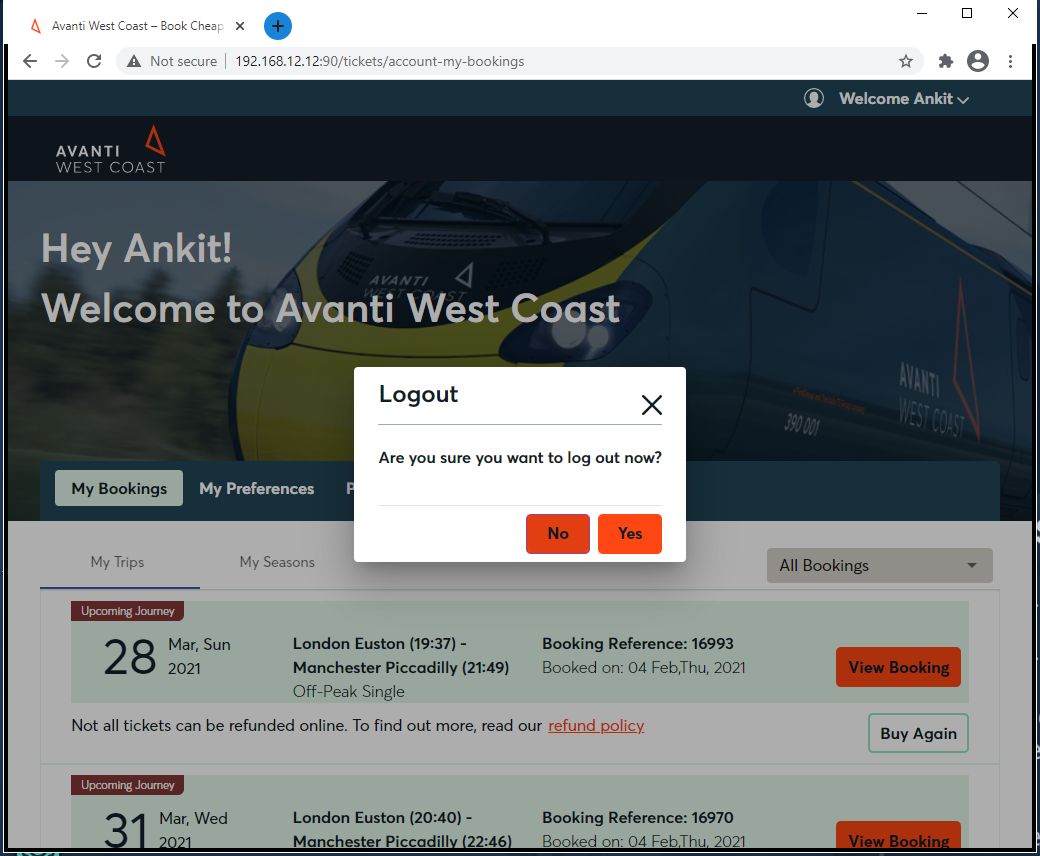 Avanti West Coast – Book Cheap
Not secure
192.168.12.12:90/tickets/account-my-bookings
Welcome Ankit
AVANTI
WEST COAST
Hey Ankit!
Welcome to Avanti West Coast
AVANTI
WEST COAST
AVANTI
WEST COAST
390 001
Logout
Are you sure you want to log out now?
No
Yes
My Bookings
My Preferences
P
My Trips
My Seasons
All Bookings
Upcoming Journey
28
Mar, Sun
2021
London Euston (19:37) -
Manchester Piccadilly (21:49)
Off-Peak Single
Booking Reference: 16993
Booked on: 04 Feb,Thu, 2021
View Booking
Not all tickets can be refunded online. To find out more, read our refund policy
Buy Again
Upcoming Journey
31
Mar, Wed
2021
London Euston (20:40) -
Manchester Piccadilly (22:46)
Booking Reference: 16970
Booked on: 04 Feb,Thu, 2021
View Booking